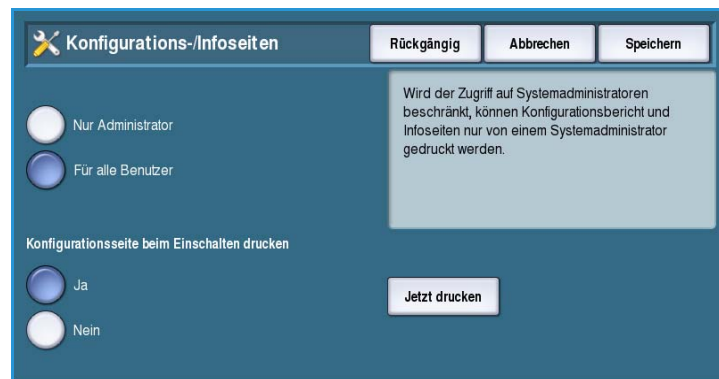 Konfigurations-/Infoseiten
Rückgängig
Abbrechen
Speichern
Nur Administrator
Für alle Benutzer
Wird der Zugriff auf Systemadministratoren
beschränkt, können Konfigurationsbericht und
Infoseiten nur von einem Systemadministrator
gedruckt werden.
Konfigurationsseite beim Einschalten drucken
Ja
Nein
Jetzt drucken